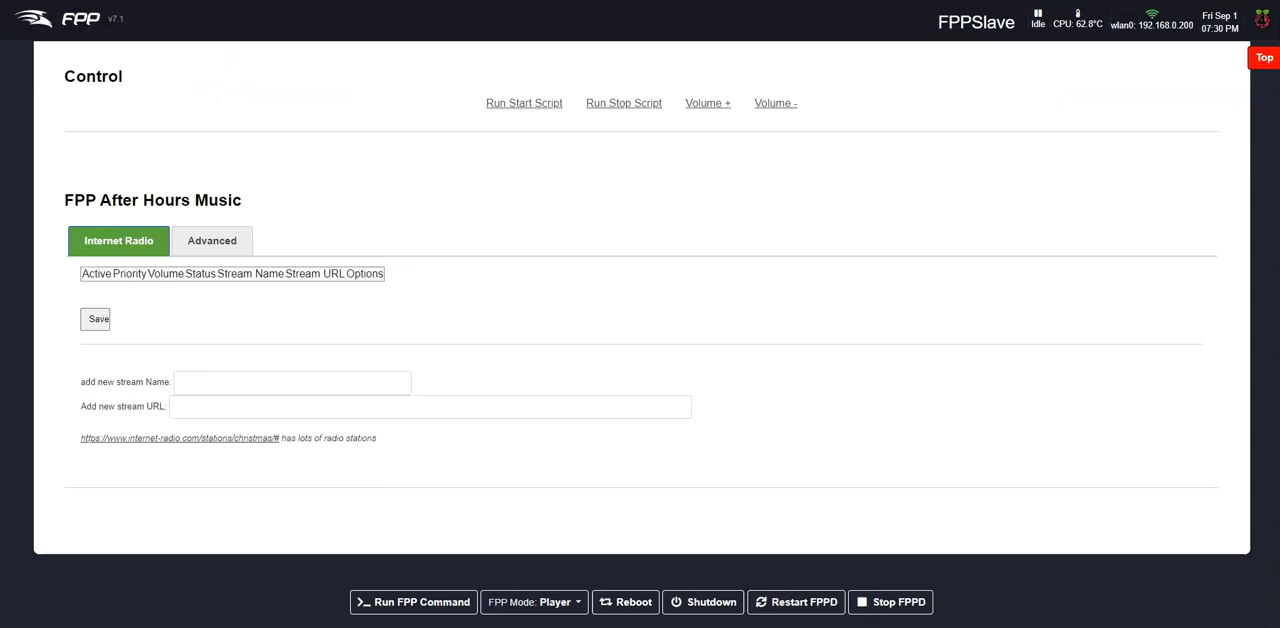 FPP v7.1
FPPSlave
Idle
CPU: 62.8°C
wlan0: 192.168.0.200
Fri Sep 1
07:30 PM
Top
Control
Run Start Script Run Stop Script Volume + Volume -
FPP After Hours Music
Internet Radio Advanced
Active Priority Volume Status Stream Name Stream URL Options
Save
add new stream Name:
Add new stream URL:
https://www.internet-radio.com/stations/christmas/# has lots of radio stations
Run FPP Command FPP Mode: Player Reboot Shutdown Restart FPPD Stop FPPD